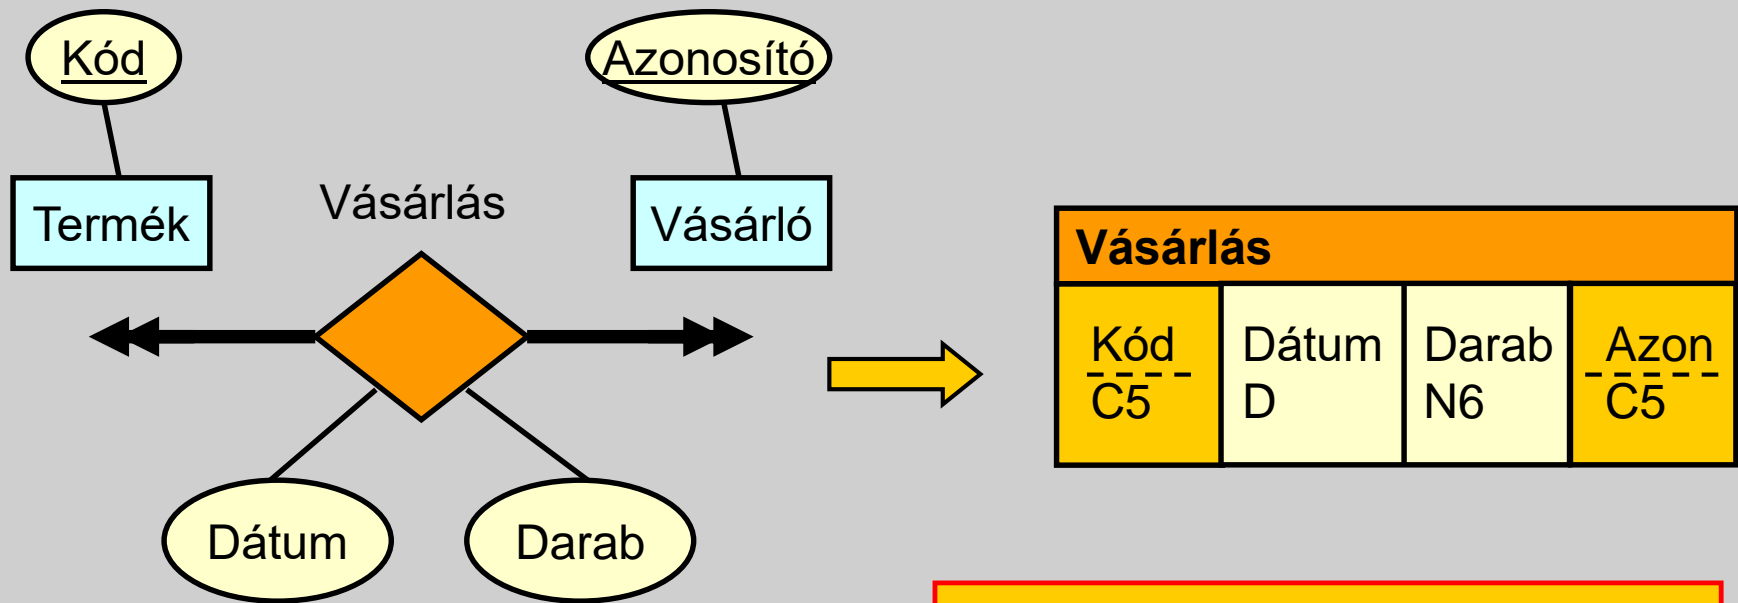 Kód
Azonosító
Termék
Vásárlás
Vásárló
Dátum
Darab
Vásárlás
Kód
C5
Dátum
D
Darab
N6
Azon
C5